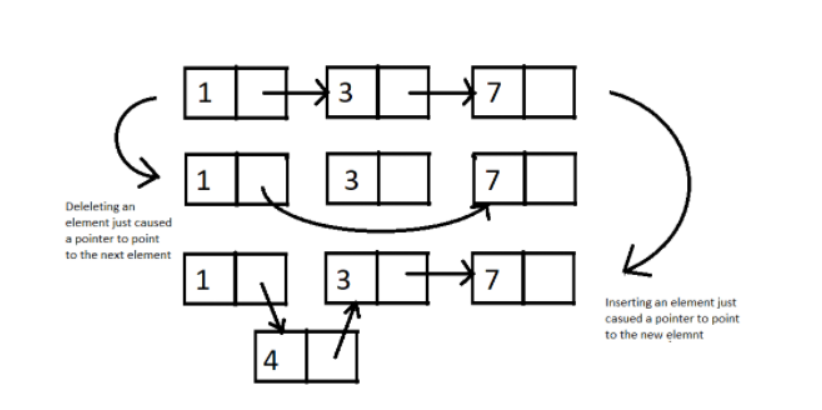 1 3 7
1 3 7
Deleleting an
element just caused
a pointer to point
to the next element
1 3 7
Inserting an element just
casued a pointer to point
to the new elemnt
4